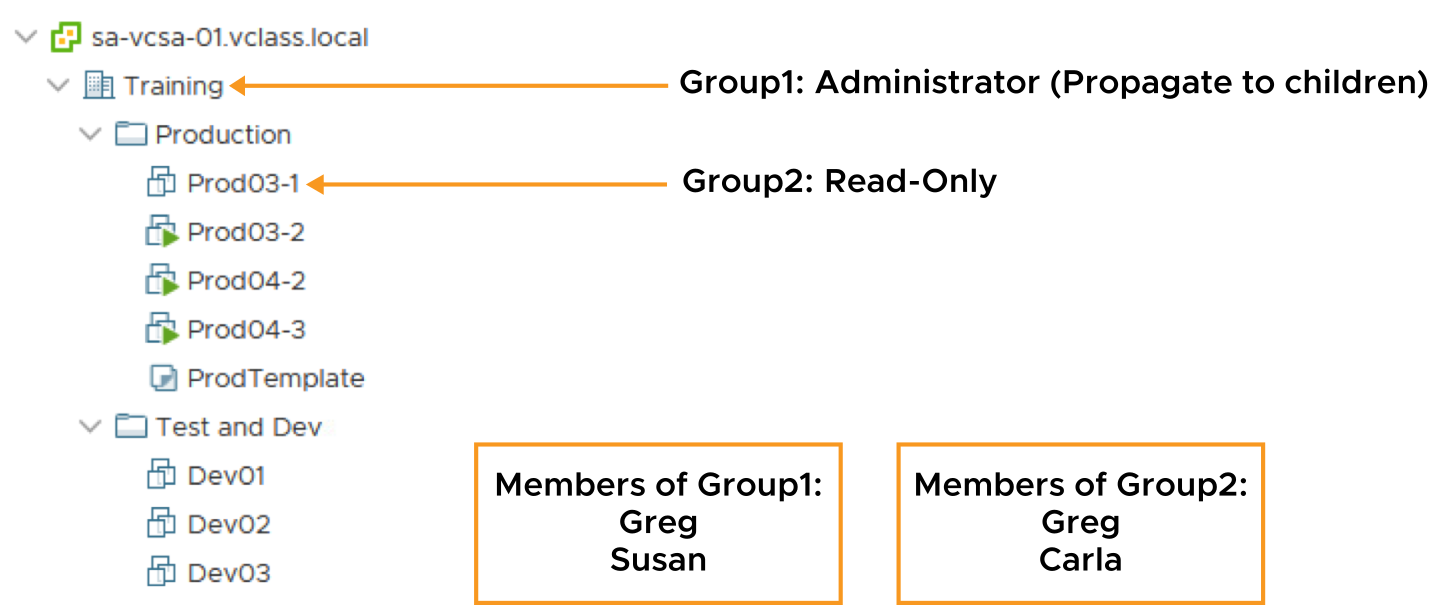 sa-vcsa-01.vclass.local
Training
Group1: Administrator (Propagate to children)
Production
Prod03-1
Group2: Read-Only
Prod03-2
Prod04-2
Prod04-3
ProdTemplate
Test and Dev
Dev01
Dev02
Dev03
Members of Group1:
Greg
Susan
Members of Group2:
Greg
Carla